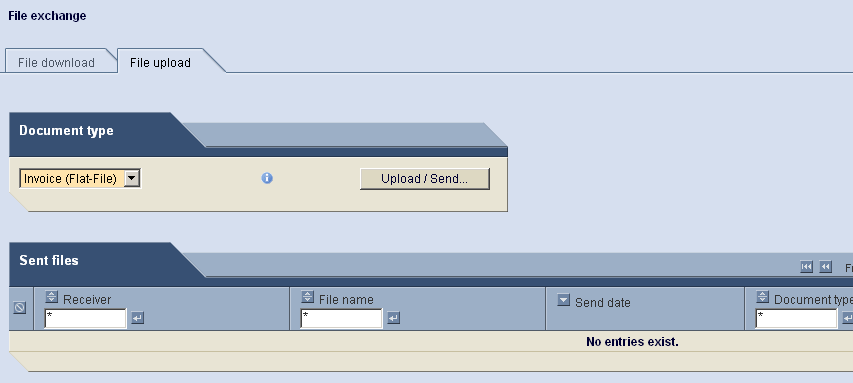 File exchange
File download File upload
Document type
Invoice (Flat-File) Upload / Send...
Sent files
Receiver File name Send date Document type
* * *
No entries exist.